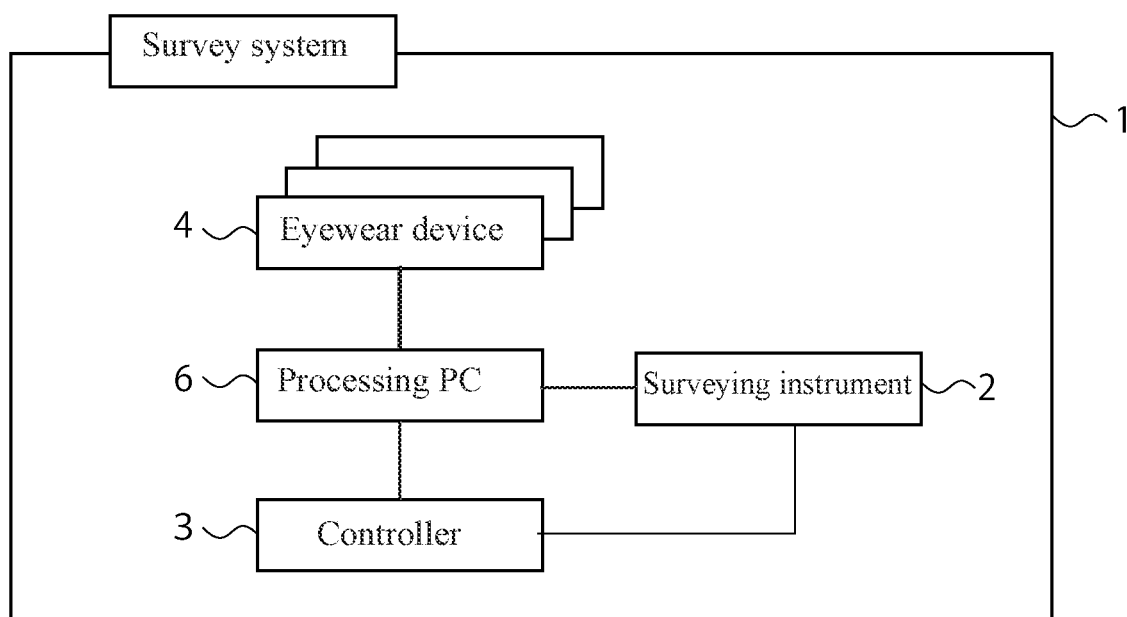 Survey system
1
4
Eyewear device
6
Processing PC
Surveying instrument
2
3
Controller